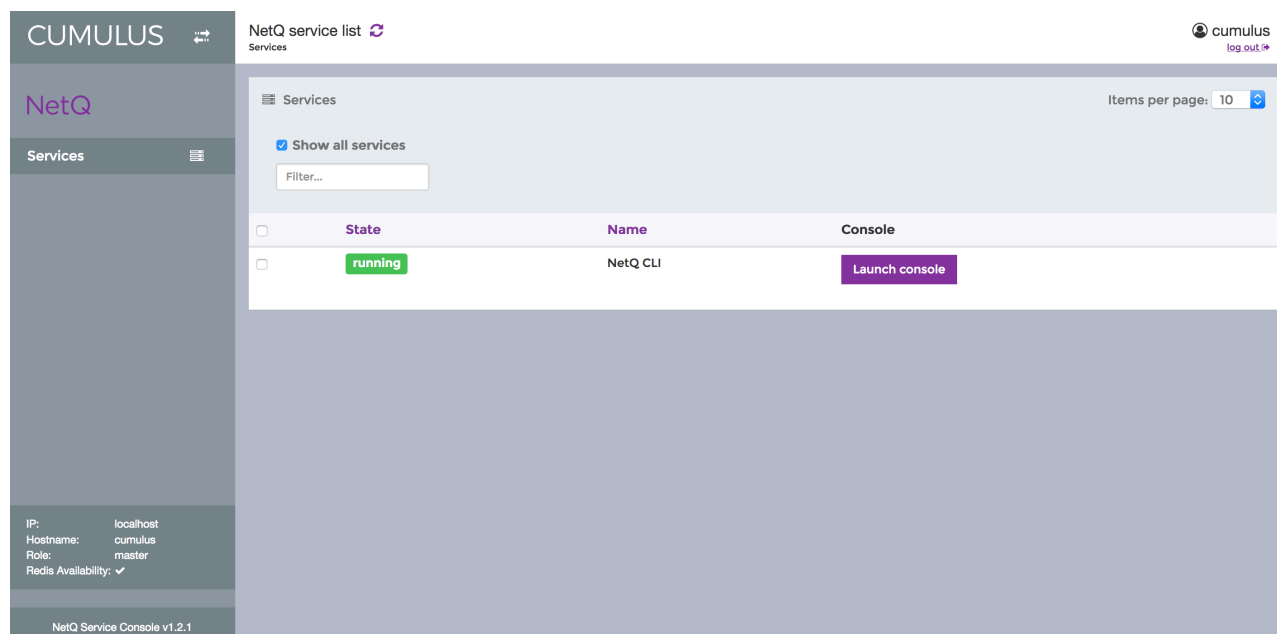 CUMULUS
NetQ service list
Services
cumulus
log out
NetQ
Services
Services
Items per page: 10
Show all services
Filter...
State Name Console
running NetQ CLI Launch console
IP: localhost
Hostname: cumulus
Role: master
Redis Availability:
NetQ Service Console v1.2.1